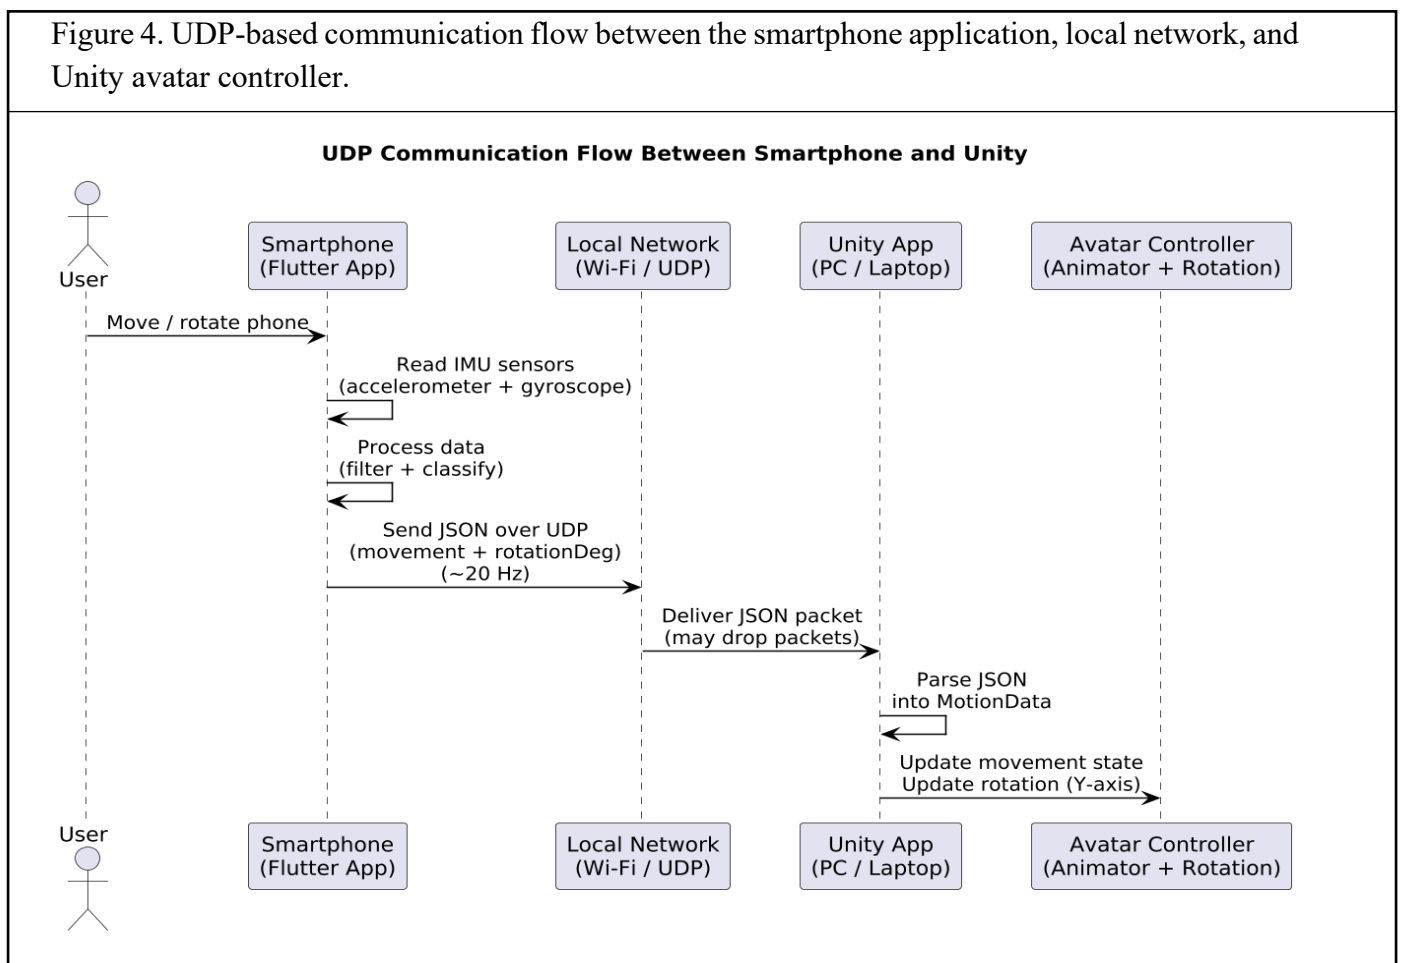 Figure 4. UDP-based communication flow between the smartphone application, local network, and
Unity avatar controller.
UDP Communication Flow Between Smartphone and Unity
User
Smartphone
(Flutter App)
Local Network
(Wi-Fi / UDP)
Unity App
(PC / Laptop)
Avatar Controller
(Animator + Rotation)
Move / rotate phone
Read IMU sensors
(accelerometer + gyroscope)
Process data
(filter + classify)
Send JSON over UDP
(movement + rotationDeg)
(~20 Hz)
Deliver JSON packet
(may drop packets)
Parse JSON
into MotionData
Update movement state
Update rotation (Y-axis)
User
Smartphone
(Flutter App)
Local Network
(Wi-Fi / UDP)
Unity App
(PC / Laptop)
Avatar Controller
(Animator + Rotation)